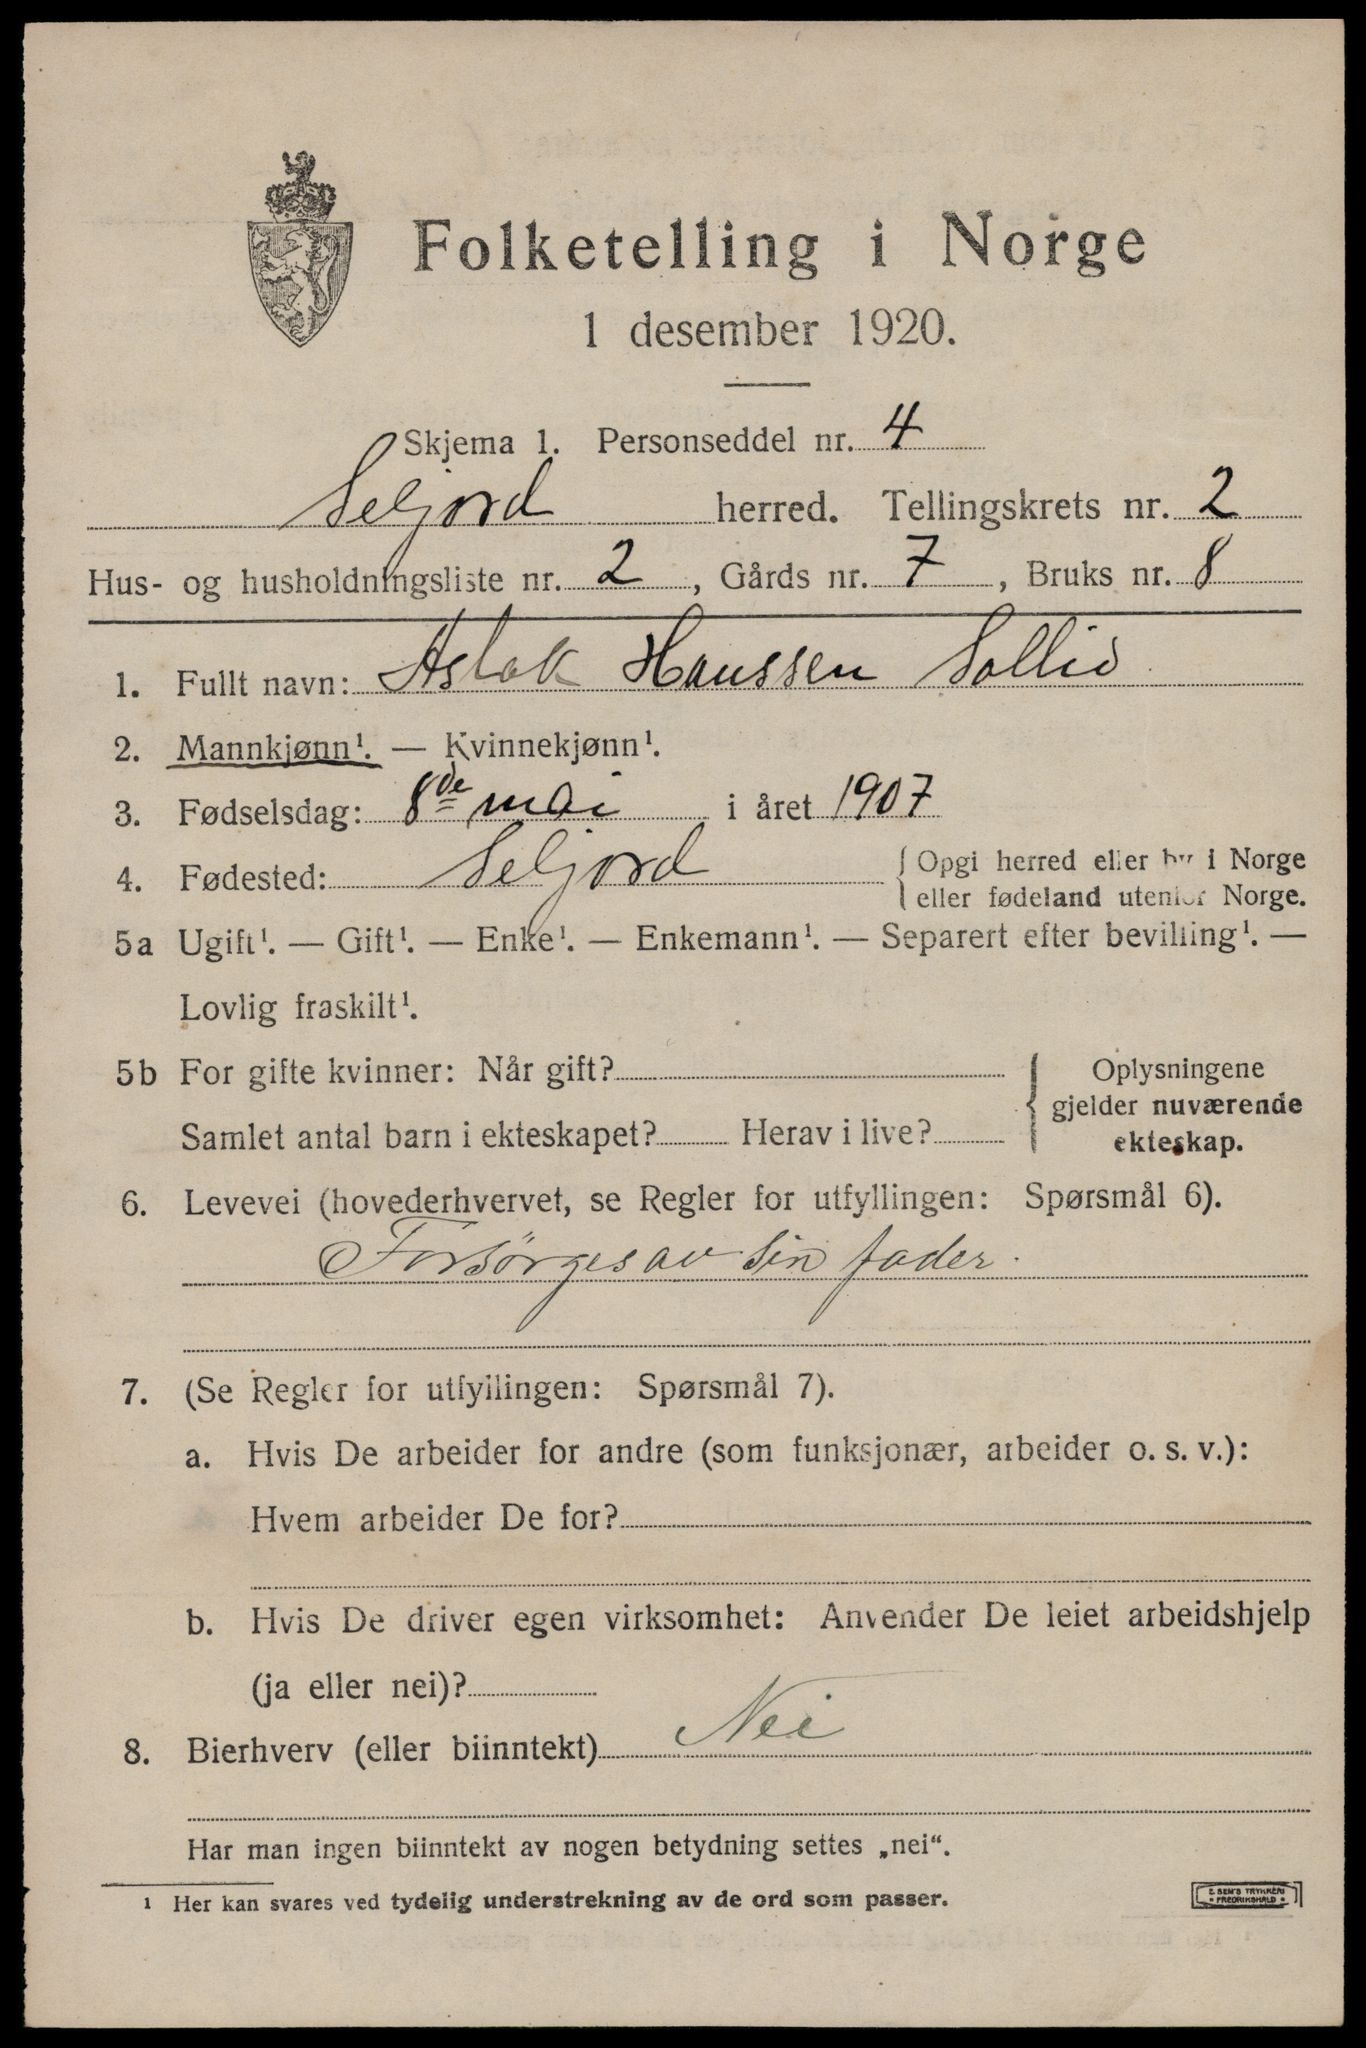 Folketelling i Norge
1 desember 1920.
Skjema 1. Personseddel nr. 4
Seljord herred. Tellingskrets nr. 2
Hus- og husholdningsliste nr. 2, Gårds nr. 7, Bruks nr. 8
1. Fullt navn: Aslak Hanssen Sollid
2. Mannkjønn¹. — Kvinnekjønn¹.
3. Fødselsdag: 8de mai i året 1907
4. Fødested: Seljord { Opgi herred eller by i Norge
eller fødeland utenfor Norge.
5a Ugift¹. — Gift¹. — Enke¹. — Enkemann¹. — Separert efter bevilling¹. —
Lovlig fraskilt¹.
5b For gifte kvinner: Når gift?
Samlet antal barn i ekteskapet? Herav i live?
Oplysningene
gjelder nuværende
ekteskap.
6. Levevei (hovederhvervet, se Regler for utfyllingen: Spørsmål 6).
Forsørges av sin fader.
7. (Se Regler for utfyllingen: Spørsmål 7).
a. Hvis De arbeider for andre (som funksjonær, arbeider o. s. v.):
Hvem arbeider De for?
b. Hvis De driver egen virksomhet: Anvender De leiet arbeidshjelp
(ja eller nei)?
8. Bierhverv (eller biinntekt) Nei
Har man ingen biinntekt av nogen betydning settes „nei“.
¹ Her kan svares ved tydelig understrekning av de ord som passer.
E. SEM'S TRYKKERI
FREDRIKSHALD